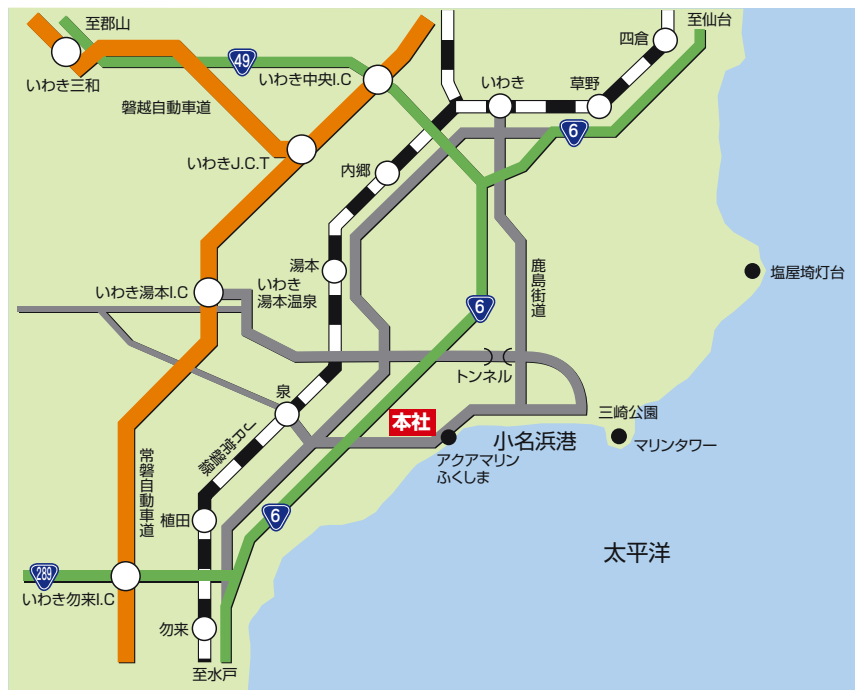 至郡山
至仙台
四倉
49
いわき三和
いわき中央I.C
いわき
草野
磐越自動車道
6
いわきJ.C.T
内郷
湯本
いわき
湯本温泉
鹿島街道
塩屋埼灯台
いわき湯本I.C
6
トンネル
泉
本社
三崎公園
小名浜港
マリンタワー
JR常磐線
アクアマリン
ふくしま
常磐自動車道
植田
6
太平洋
289
いわき勿来I.C
勿来
至水戸